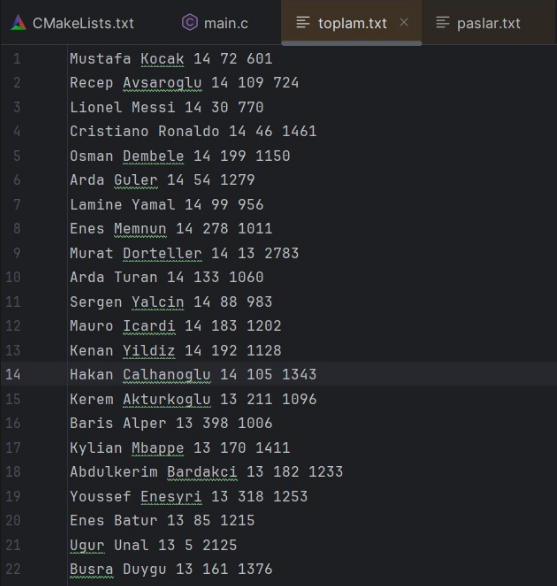 CMakeLists.txt main.c toplam.txt paslar.txt
1 Mustafa Kocak 14 72 601
2 Recep Avsaroglu 14 109 724
3 Lionel Messi 14 30 770
4 Cristiano Ronaldo 14 46 1461
5 Osman Dembele 14 199 1150
6 Arda Guler 14 54 1279
7 Lamine Yamal 14 99 956
8 Enes Memnun 14 278 1011
9 Murat Dorteller 14 13 2783
10 Arda Turan 14 133 1060
11 Sergen Yalcin 14 88 983
12 Mauro Icardi 14 183 1202
13 Kenan Yildiz 14 192 1128
14 Hakan Calhanoglu 14 105 1343
15 Kerem Akturkoglu 13 211 1096
16 Baris Alper 13 398 1006
17 Kylian Mbappe 13 170 1411
18 Abdulkerim Bardakci 13 182 1233
19 Youssef Enesyri 13 318 1253
20 Enes Batur 13 85 1215
21 Ugur Unal 13 5 2125
22 Busra Duygu 13 161 1376